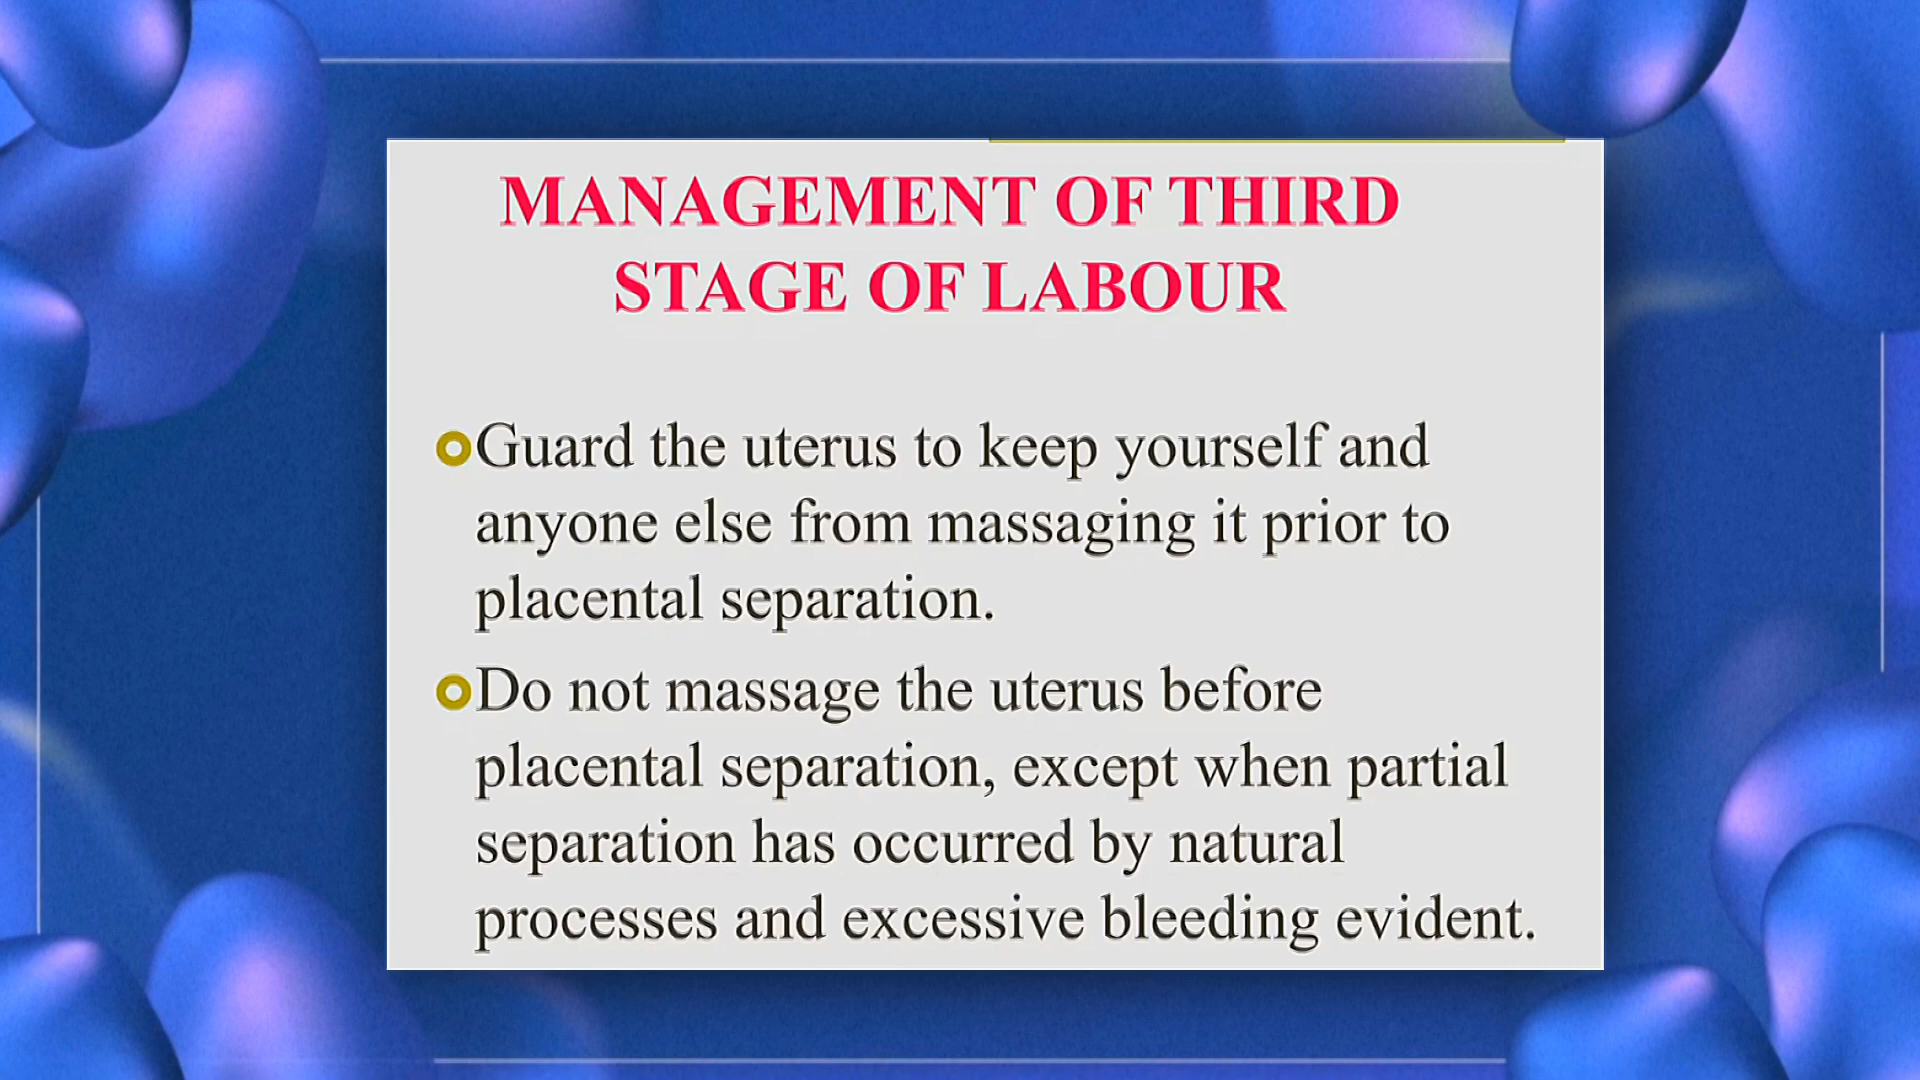 MANAGEMENT OF THIRD
STAGE OF LABOUR
Guard the uterus to keep yourself and
anyone else from massaging it prior to
placental separation.
Do not massage the uterus before
placental separation, except when partial
separation has occurred by natural
processes and excessive bleeding evident.